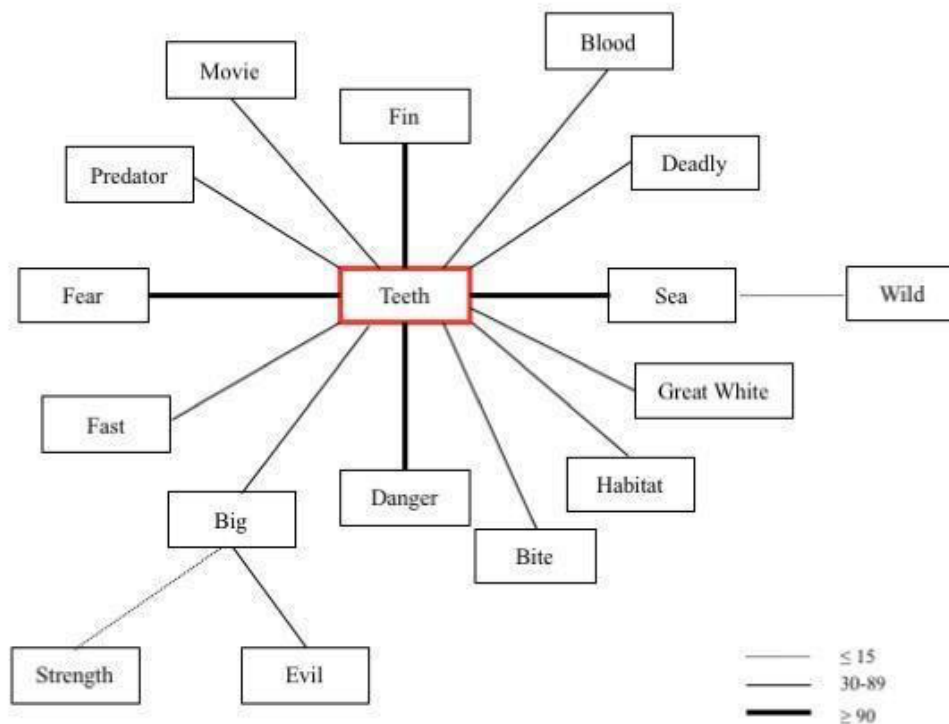 Blood
Movie
Fin
Deadly
Predator
Fear
Teeth
Sea
Wild
Great White
Fast
Habitat
Danger
Big
Bite
Strength
Evil
≤ 15
30-89
≥ 90